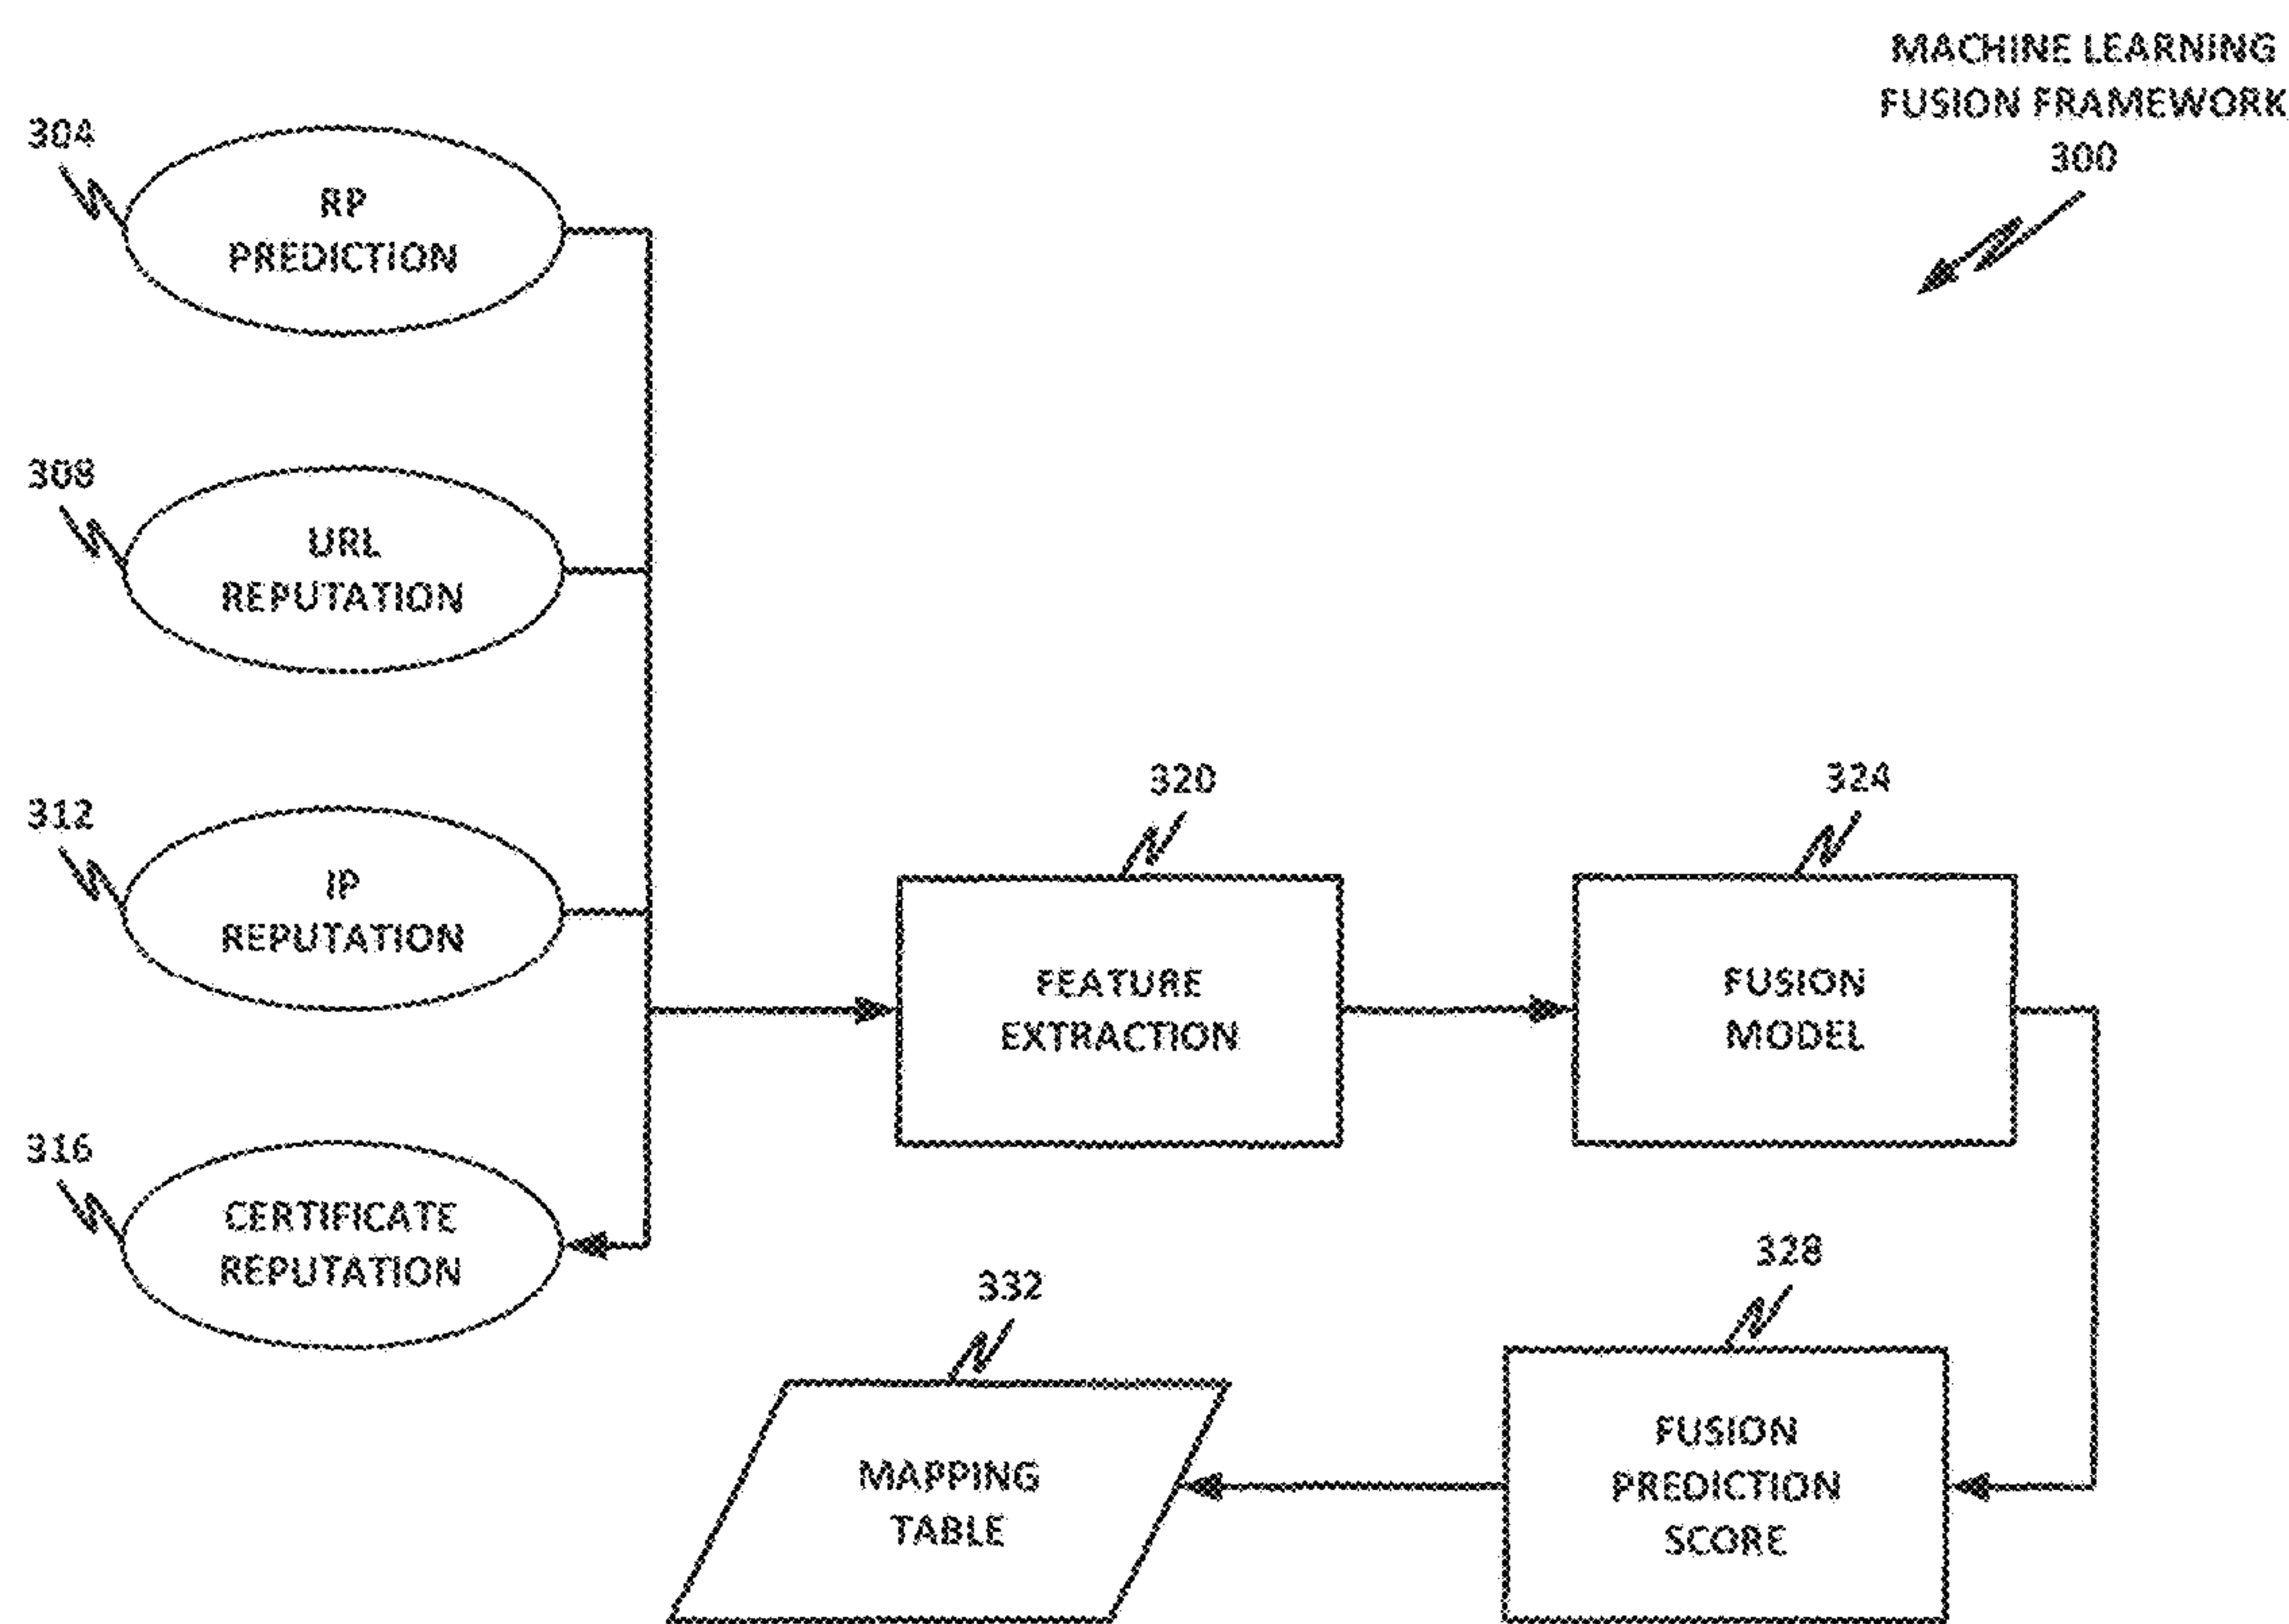 MACHINE LEARNING
FUSION FRAMEWORK
300
304
RP
PREDICTION
308
URL
REPUTATION
312
IP
REPUTATION
320
FEATURE
EXTRACTION
324
FUSION
MODEL
316
CERTIFICATE
REPUTATION
332
MAPPING
TABLE
328
FUSION
PREDICTION
SCORE